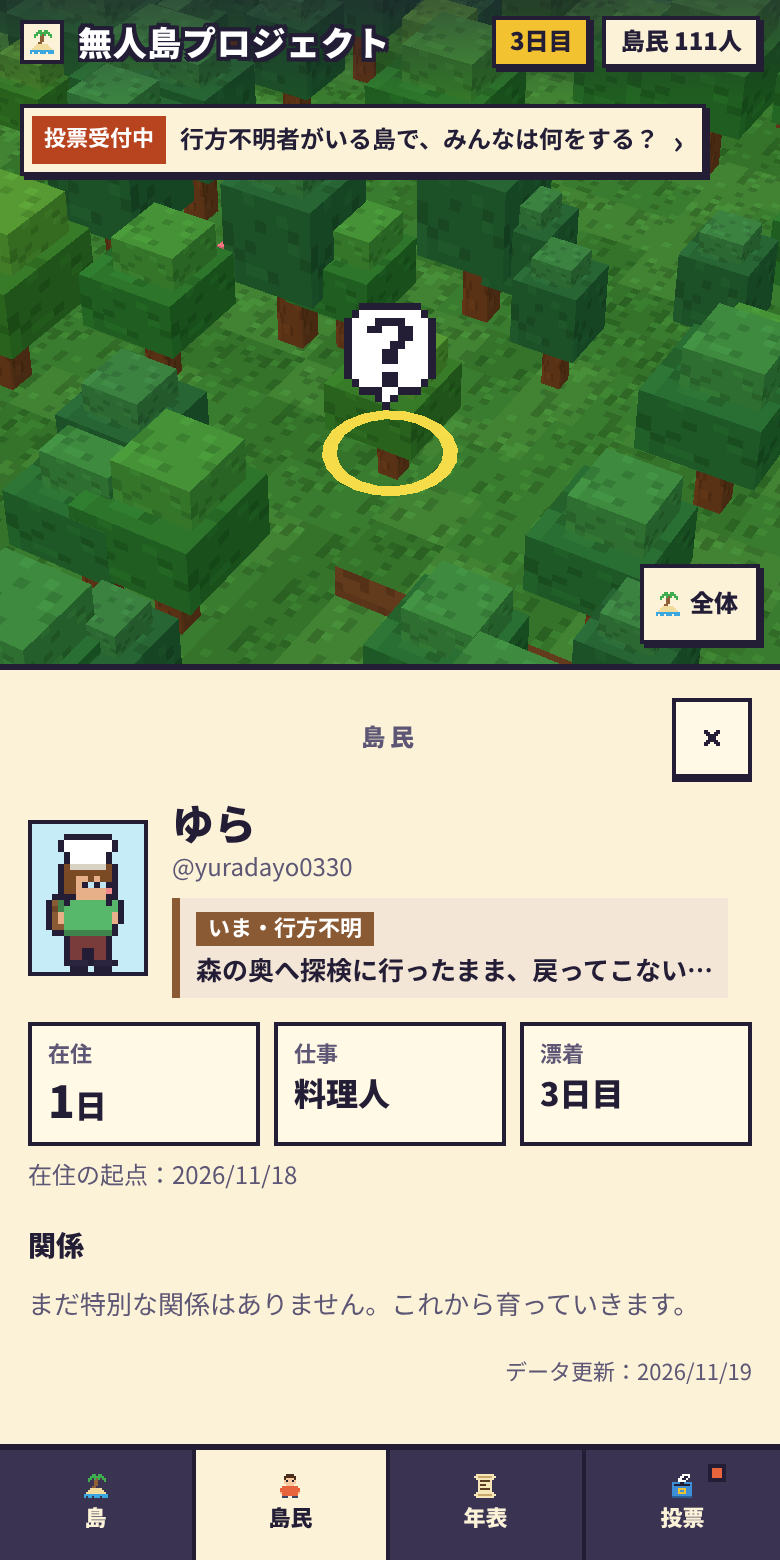 無人島プロジェクト
3日目
島民 111人
投票受付中 行方不明者がいる島で、みんなは何をする？ ›
?
全体
島民
×
ゆら
@yuradayo0330
いま・行方不明
森の奥へ探検に行ったまま、戻ってこない…
在住
1日
仕事
料理人
漂着
3日目
在住の起点：2026/11/18
関係
まだ特別な関係はありません。これから育っていきます。
データ更新：2026/11/19
島
島民
年表
投票